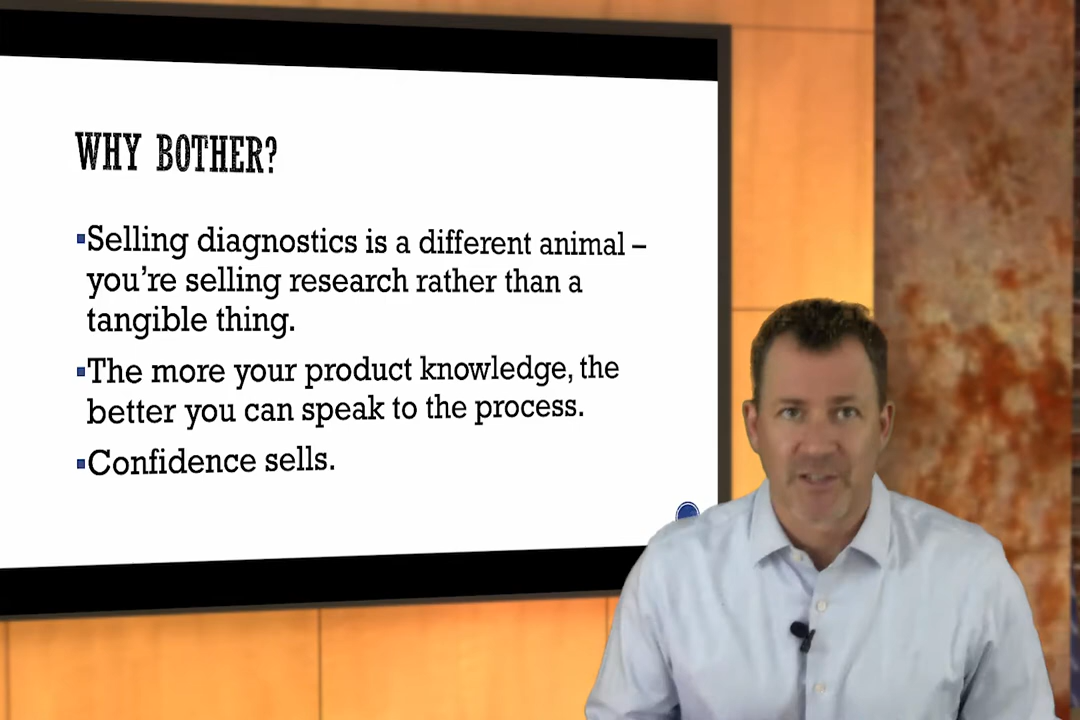 WHY BOTHER?
▪Selling diagnostics is a different animal –
you're selling research rather than a
tangible thing.
▪The more your product knowledge, the
better you can speak to the process.
▪Confidence sells.